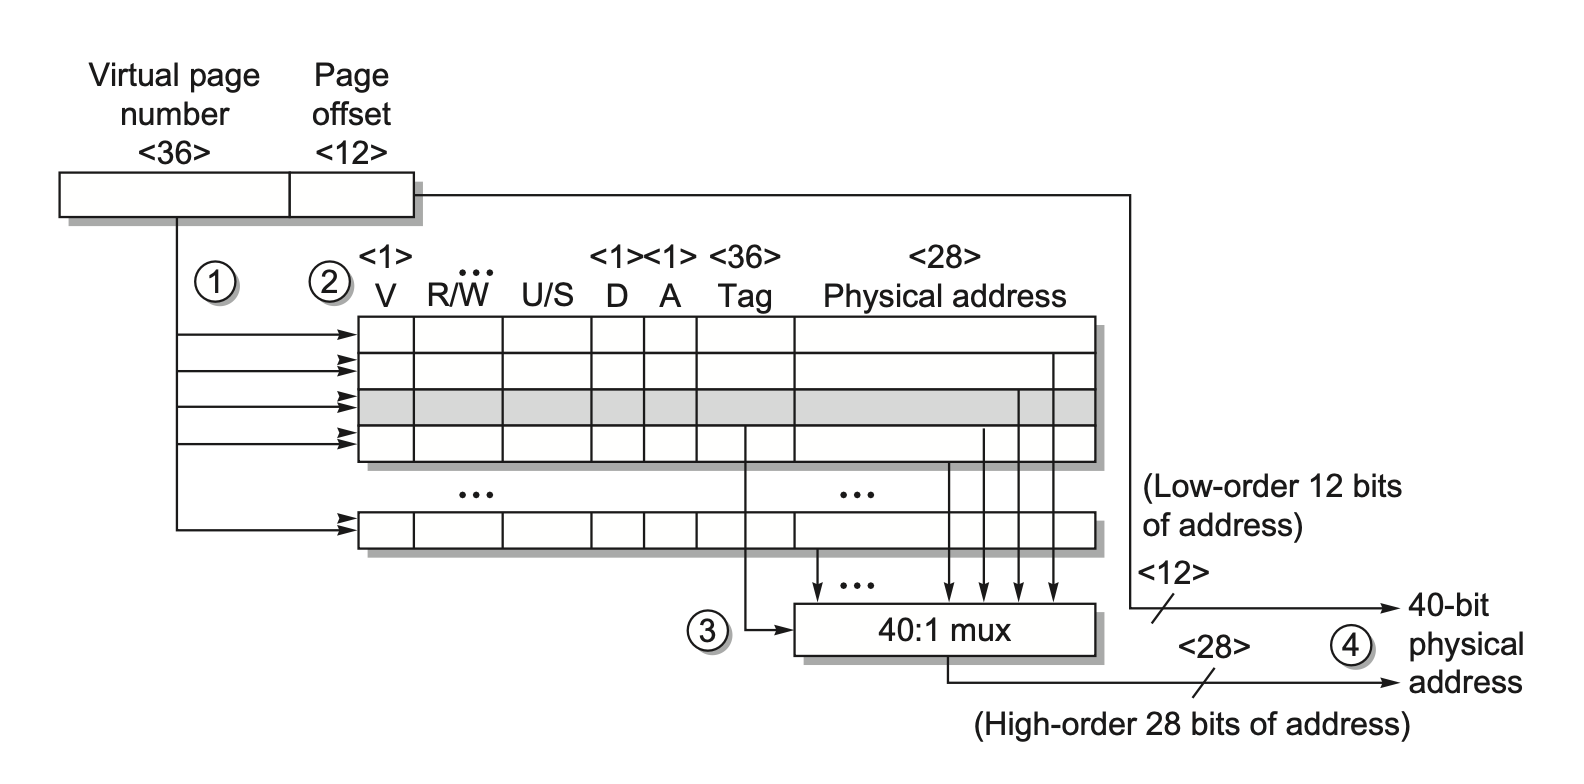 Virtual page
number
<36>
Page
offset
<12>
1
2
<1>
...
<1><1>
<36>
<28>
V
R/W
U/S
D
A
Tag
Physical address
...
...
(Low-order 12 bits
of address)
...
<12>
3
40:1 mux
<28>
4
40-bit
physical
address
(High-order 28 bits of address)